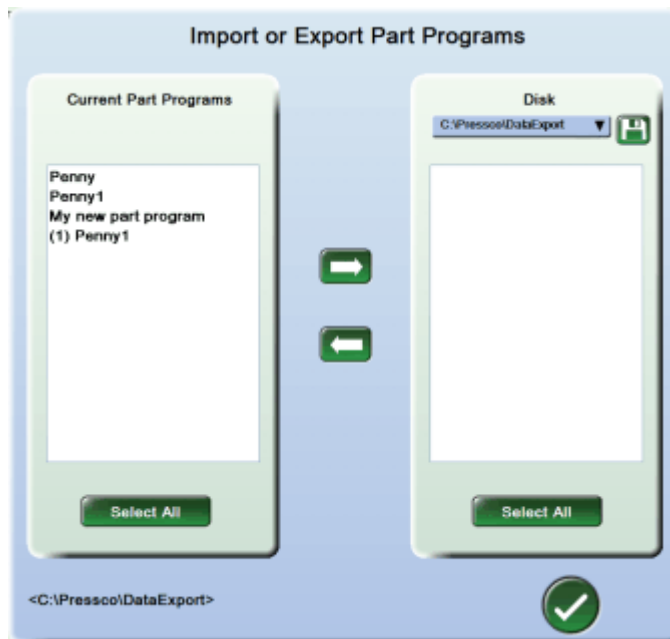 Import or Export Part Programs
Current Part Programs
Penny
Penny1
My new part program
(1) Penny1
Select All
Disk
C:\Pressco\DataExport
Select All
<C:\Pressco\DataExport>